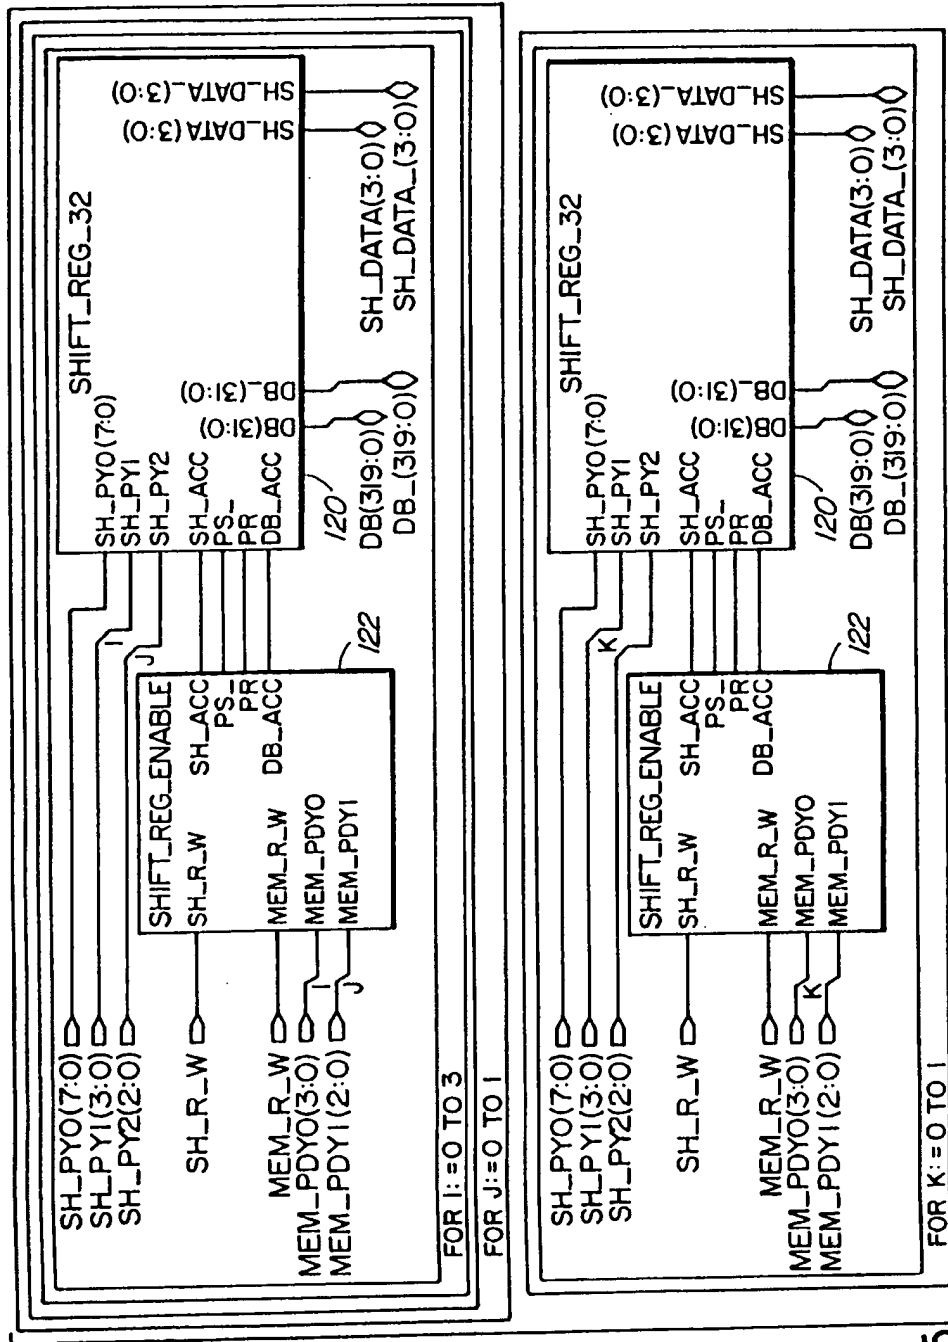 SHIFT_REG_32
SH_PY0(7:0)
SH_PY1
SH_PY2
SH_ACC
PS_
PR
DB_ACC
DB(31:0)
DB_(31:0)
SH_DATA(3:0)
SH_DATA_(3:0)
120
DB(319:0)
DB_(319:0)
SH_DATA(3:0)
SH_DATA_(3:0)
I
J
SHIFT_REG_ENABLE
SH_R_W
SH_ACC
PS_
PR
MEM_R_W
DB_ACC
MEM_PDY0
MEM_PDY1
122
I
J
SH_PY0(7:0)
SH_PY1(3:0)
SH_PY2(2:0)
SH_R_W
MEM_R_W
MEM_PDY0(3:0)
MEM_PDY1(2:0)
FOR I:=0 TO 3
FOR J:=0 TO 1
SHIFT_REG_32
SH_PY0(7:0)
SH_PY1
SH_PY2
SH_ACC
PS_
PR
DB_ACC
DB(31:0)
DB_(31:0)
SH_DATA(3:0)
SH_DATA_(3:0)
120
DB(319:0)
DB_(319:0)
SH_DATA(3:0)
SH_DATA_(3:0)
K
SHIFT_REG_ENABLE
SH_R_W
SH_ACC
PS_
PR
MEM_R_W
DB_ACC
MEM_PDY0
MEM_PDY1
122
K
SH_PY0(7:0)
SH_PY1(3:0)
SH_PY2(2:0)
SH_R_W
MEM_R_W
MEM_PDY0(3:0)
MEM_PDY1(2:0)
FOR K:=0 TO 1